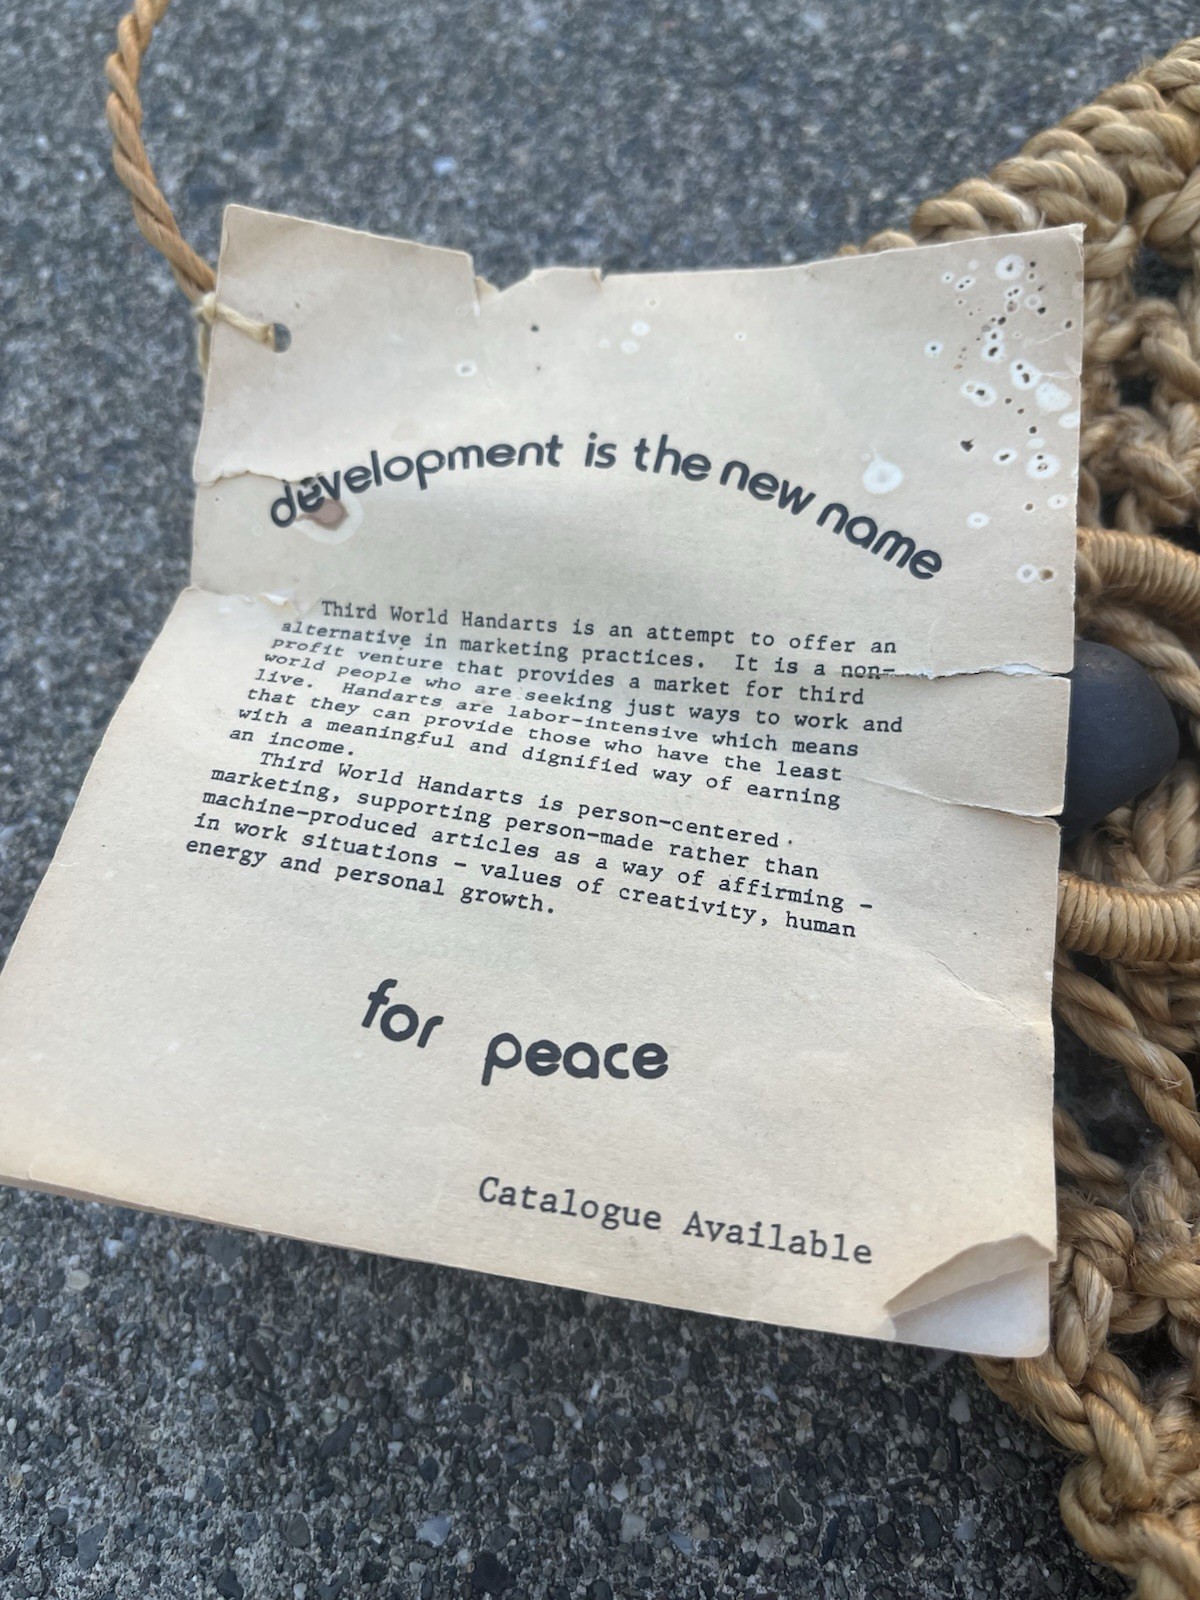 development is the new name
Third World Handarts is an attempt to offer an
alternative in marketing practices. It is a non-
profit venture that provides a market for third
world people who are seeking just ways to work and
live. Handarts are labor-intensive which means
that they can provide those who have the least
with a meaningful and dignified way of earning
an income.
Third World Handarts is person-centered
marketing, supporting person-made rather than
machine-produced articles as a way of affirming -
in work situations - values of creativity, human
energy and personal growth.
for peace
Catalogue Available